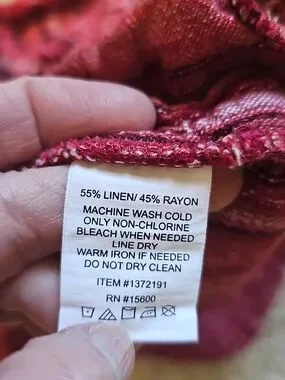 55% LINEN/ 45% RAYON
MACHINE WASH COLD
ONLY NON-CHLORINE
BLEACH WHEN NEEDED
LINE DRY
WARM IRON IF NEEDED
DO NOT DRY CLEAN
ITEM #1372191
RN #15600